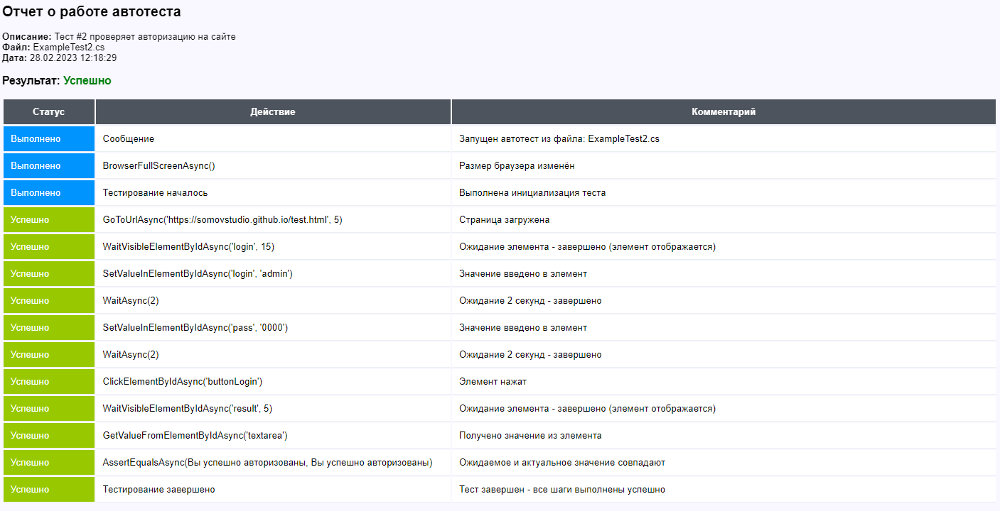 Отчет о работе автотеста
Описание: Тест #2 проверяет авторизацию на сайте
Файл: ExampleTest2.cs
Дата: 28.02.2023 12:18:29
Результат: Успешно
Статус Действие Комментарий
Выполнено Сообщение Запущен автотест из файла: ExampleTest2.cs
Выполнено BrowserFullScreenAsync() Размер браузера изменён
Выполнено Тестирование началось Выполнена инициализация теста
Успешно GoToUrlAsync('https://somovstudio.github.io/test.html', 5) Страница загружена
Успешно WaitVisibleElementByIdAsync('login', 15) Ожидание элемента - завершено (элемент отображается)
Успешно SetValueInElementByIdAsync('login', 'admin') Значение введено в элемент
Успешно WaitAsync(2) Ожидание 2 секунд - завершено
Успешно SetValueInElementByIdAsync('pass', '0000') Значение введено в элемент
Успешно WaitAsync(2) Ожидание 2 секунд - завершено
Успешно ClickElementByIdAsync('buttonLogin') Элемент нажат
Успешно WaitVisibleElementByIdAsync('result', 5) Ожидание элемента - завершено (элемент отображается)
Успешно GetValueFromElementByIdAsync('textarea') Получено значение из элемента
Успешно AssertEqualsAsync(Вы успешно авторизованы, Вы успешно авторизованы) Ожидаемое и актуальное значение совпадают
Успешно Тестирование завершено Тест завершен - все шаги выполнены успешно